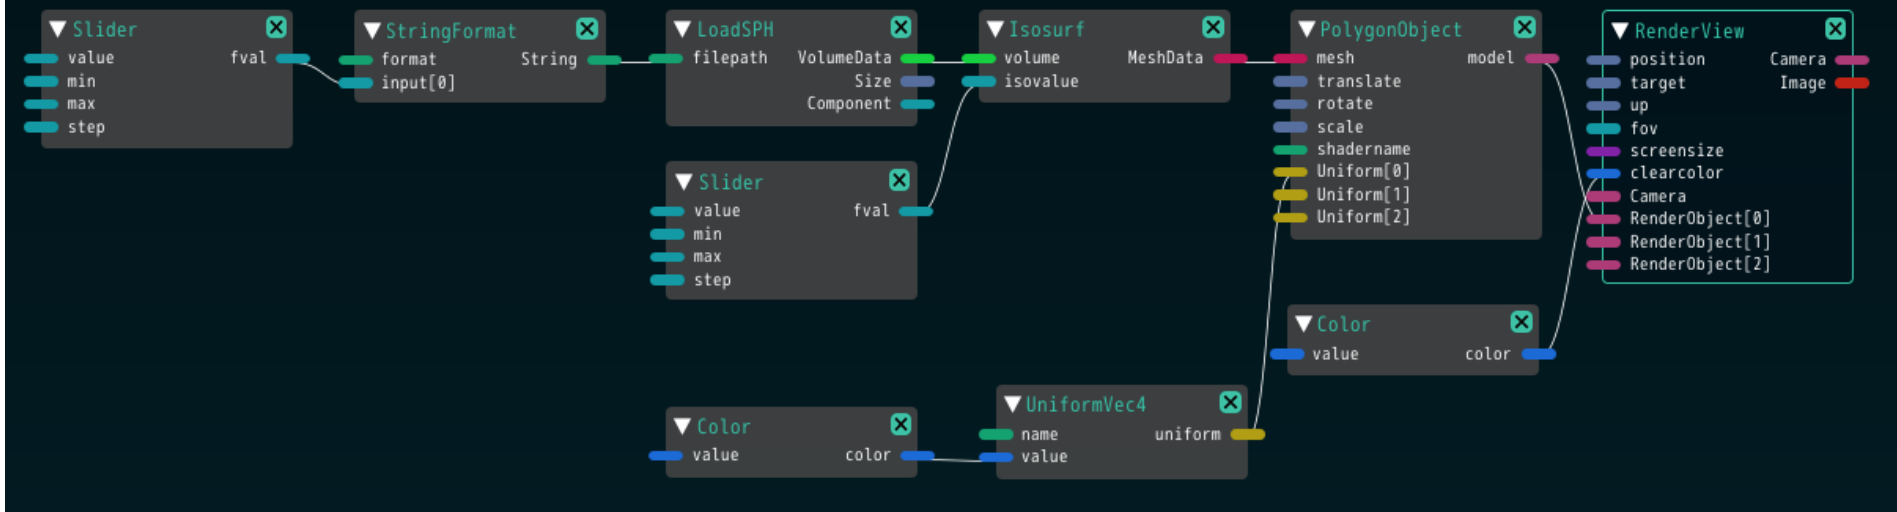 Slider
value fval
min
max
step
StringFormat
format String
input[0]
LoadSPH
filepath VolumeData
Size
Component
Isosurf
volume MeshData
isovalue
PolygonObject
mesh model
translate
rotate
scale
shadername
Uniform[0]
Uniform[1]
Uniform[2]
RenderView
position Camera
target Image
up
fov
screensize
clearcolor
Camera
RenderObject[0]
RenderObject[1]
RenderObject[2]
Slider
value fval
min
max
step
Color
value color
Color
value color
UniformVec4
name uniform
value